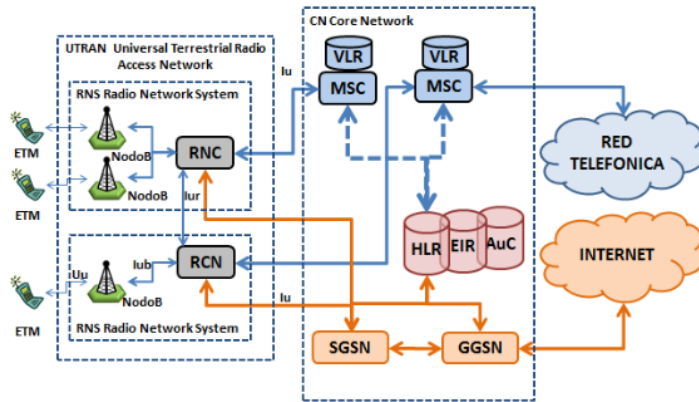 CN Core Network
UTRAN Universal Terrestrial Radio
Access Network
Iu
VLR
MSC
VLR
MSC
RNS Radio Network System
ETM
NodoB
RNC
ETM
NodoB
Iur
RED
TELEFONICA
HLR
EIR
AuC
INTERNET
Uu
Iub
RCN
NodoB
ETM
Iu
RNS Radio Network System
SGSN
GGSN